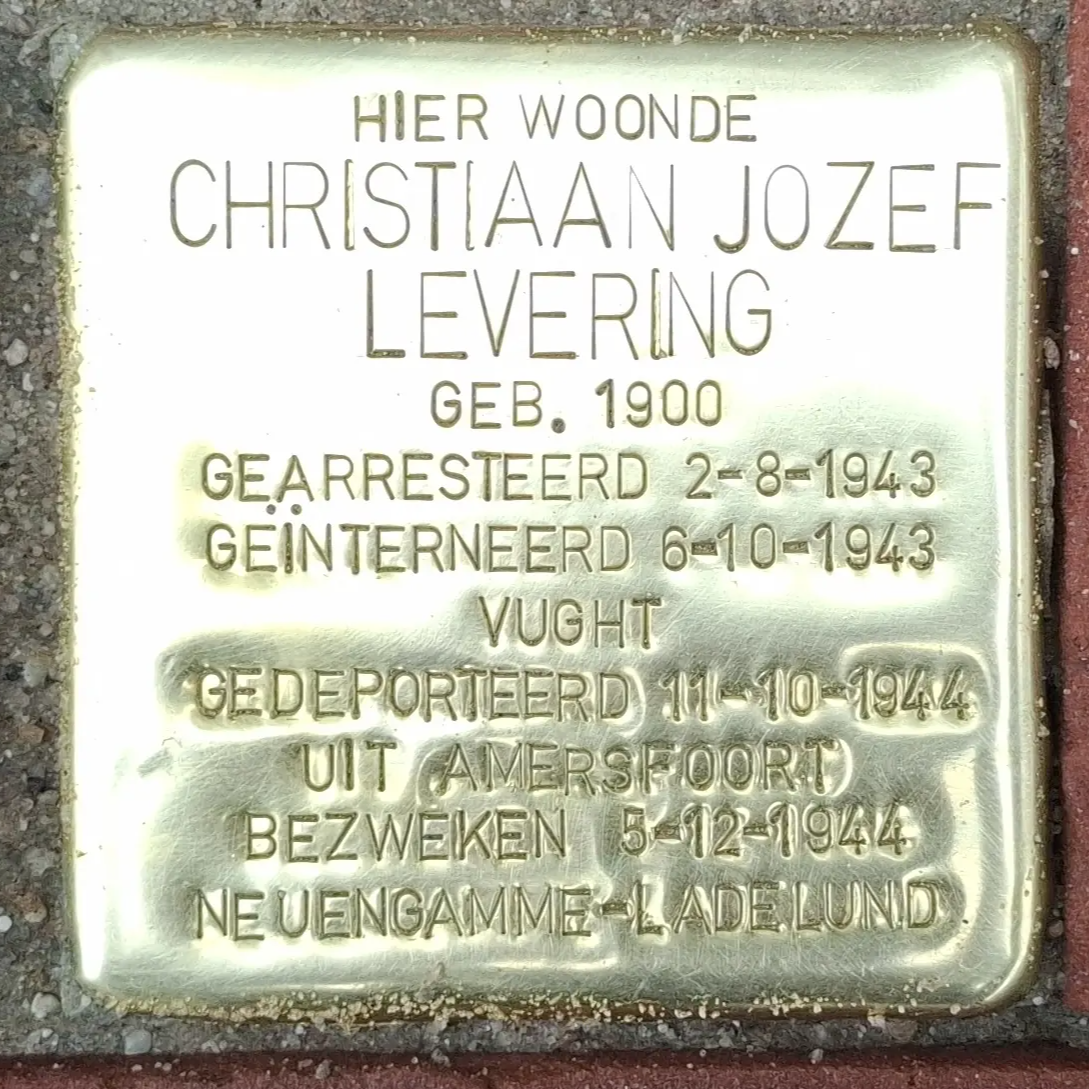 HIER WOONDE
CHRISTIAAN JOZEF
LEVERING
GEB. 1900
GEARRESTEERD 2-8-1943
GEÏNTERNEERD 6-10-1943
VUGHT
GEDEPORTEERD 11-10-1944
UIT AMERSFOORT
BEZWEKEN 5-12-1944
NEUENGAMME-LADELUND